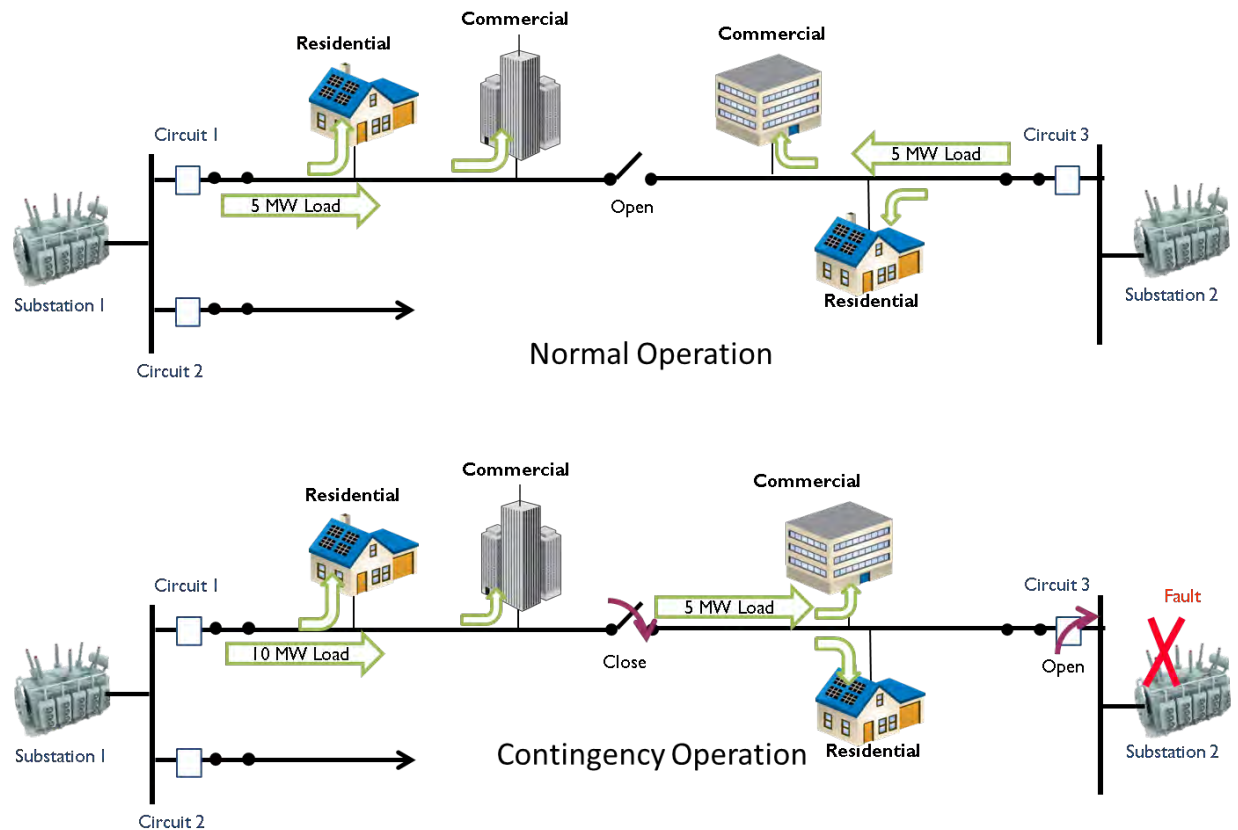 Commercial
Residential
Commercial
Circuit 1
Circuit 3
5 MW Load
5 MW Load
Open
Substation 1
Residential
Substation 2
Normal Operation
Circuit 2
Commercial
Residential
Commercial
Circuit 1
Circuit 3
Fault
5 MW Load
10 MW Load
Close
Open
Substation 1
Residential
Substation 2
Contingency Operation
Circuit 2